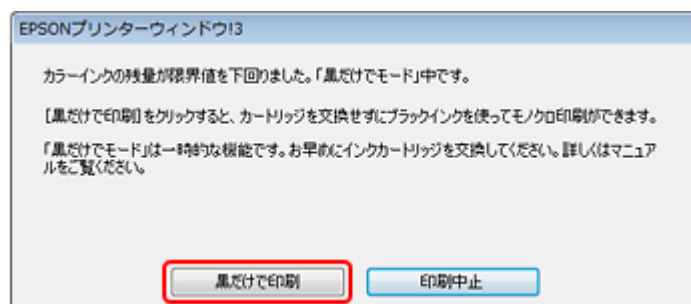 EPSONプリンターウィンドウ!3
カラーインクの残量が限界値を下回りました。「黒だけでモード」中です。
[黒だけで印刷]をクリックすると、カートリッジを交換せずにブラックインクを使ってモノクロ印刷ができます。
「黒だけでモード」は一時的な機能です。お早めにインクカートリッジを交換してください。詳しくはマニュア
ルをご覧ください。
黒だけで印刷
印刷中止